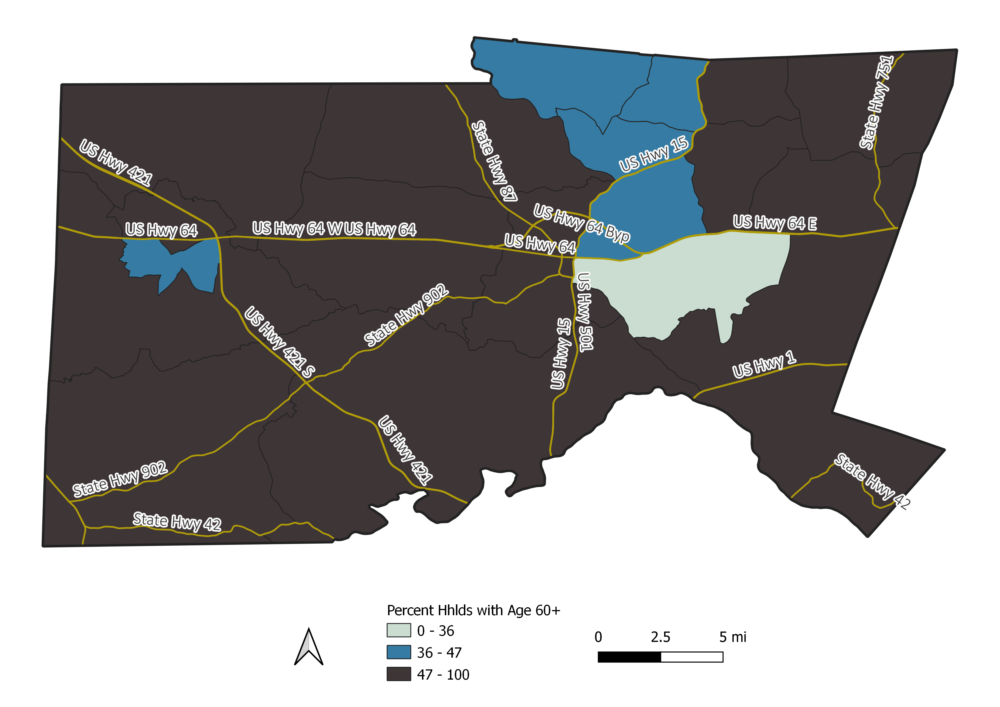 State Hwy 751
US Hwy 421
State Hwy 87
US Hwy 15
US Hwy 64
US Hwy 64 W
US Hwy 64
US Hwy 64 Byp
US Hwy 64 E
US Hwy 64
US Hwy 501
State Hwy 902
US Hwy 421 S
US Hwy 15
US Hwy 1
US Hwy 421
State Hwy 902
State Hwy 42
State Hwy 42
Percent Hhlds with Age 60+
0 - 36
36 - 47
47 - 100
0 2.5 5 mi